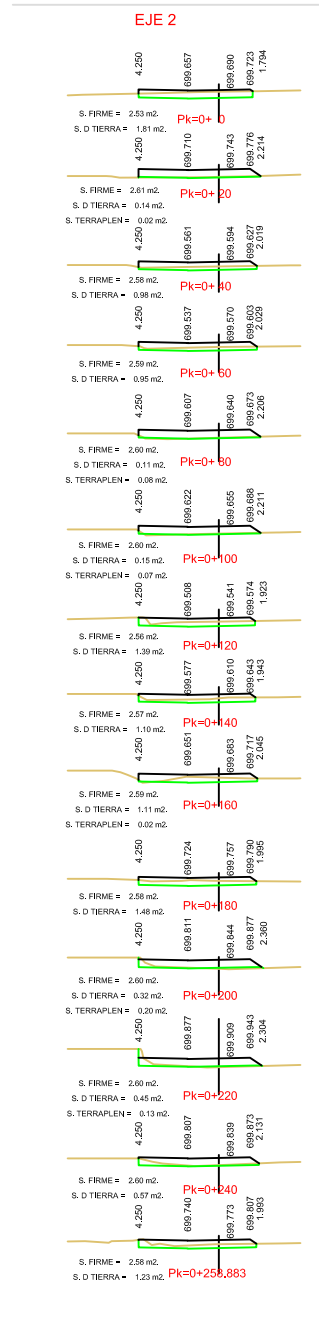 EJE 2
4.250 699.657 699.690 699.723 1.794
S. FIRME = 2.53 m2.
S. D TIERRA = 1.81 m2.
Pk=0+ 0
4.250 699.710 699.743 699.776 2.214
S. FIRME = 2.61 m2.
S. D TIERRA = 0.14 m2.
S. TERRAPLEN = 0.02 m2.
Pk=0+ 20
4.250 699.561 699.594 699.627 2.019
S. FIRME = 2.58 m2.
S. D TIERRA = 0.98 m2.
Pk=0+ 40
4.250 699.537 699.570 699.603 2.029
S. FIRME = 2.59 m2.
S. D TIERRA = 0.95 m2.
Pk=0+ 60
4.250 699.607 699.640 699.673 2.206
S. FIRME = 2.60 m2.
S. D TIERRA = 0.11 m2.
S. TERRAPLEN = 0.08 m2.
Pk=0+ 80
4.250 699.622 699.655 699.688 2.211
S. FIRME = 2.60 m2.
S. D TIERRA = 0.15 m2.
S. TERRAPLEN = 0.07 m2.
Pk=0+100
4.250 699.508 699.541 699.574 1.923
S. FIRME = 2.56 m2.
S. D TIERRA = 1.39 m2.
Pk=0+120
4.250 699.577 699.610 699.643 1.943
S. FIRME = 2.57 m2.
S. D TIERRA = 1.10 m2.
Pk=0+140
4.250 699.651 699.683 699.717 2.045
S. FIRME = 2.59 m2.
S. D TIERRA = 1.11 m2.
S. TERRAPLEN = 0.02 m2.
Pk=0+160
4.250 699.724 699.757 699.790 1.995
S. FIRME = 2.58 m2.
S. D TIERRA = 1.48 m2.
Pk=0+180
4.250 699.811 699.844 699.877 2.360
S. FIRME = 2.60 m2.
S. D TIERRA = 0.32 m2.
S. TERRAPLEN = 0.20 m2.
Pk=0+200
4.250 699.877 699.909 699.943 2.304
S. FIRME = 2.60 m2.
S. D TIERRA = 0.45 m2.
S. TERRAPLEN = 0.13 m2.
Pk=0+220
4.250 699.807 699.839 699.873 2.131
S. FIRME = 2.60 m2.
S. D TIERRA = 0.57 m2.
Pk=0+240
4.250 699.740 699.773 699.807 1.993
S. FIRME = 2.58 m2.
S. D TIERRA = 1.23 m2.
Pk=0+258.883